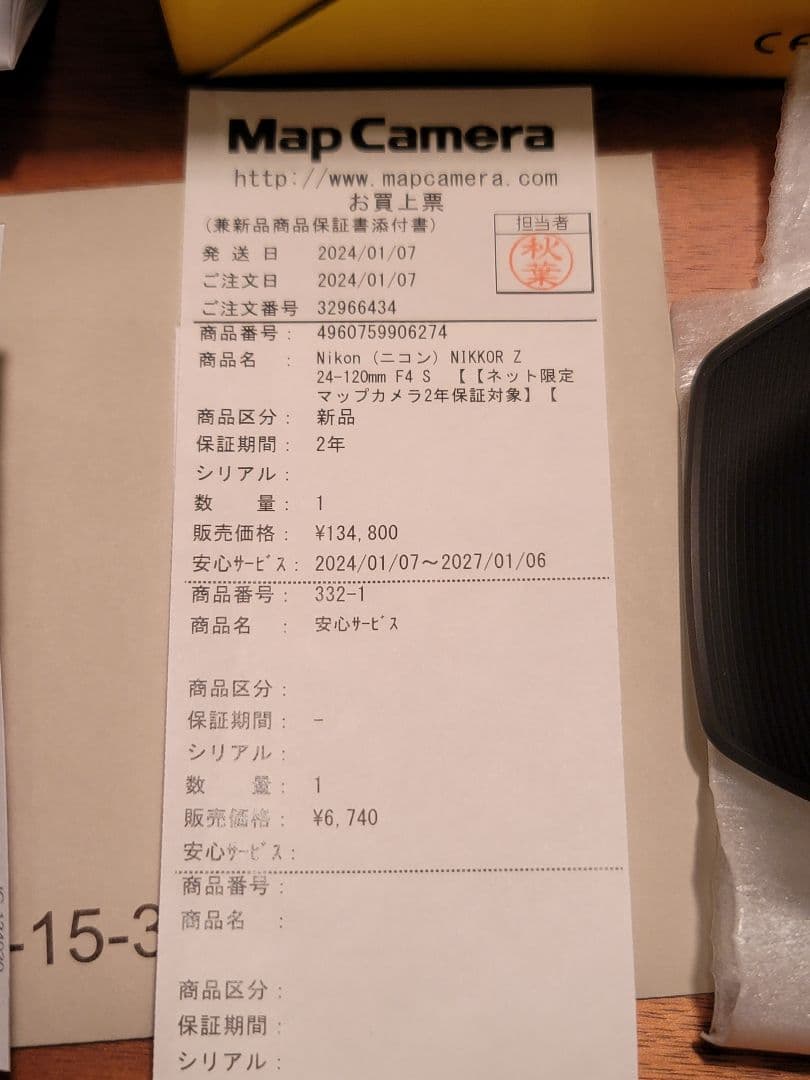 Map Camera
http://www.mapcamera.com
お買上票
(兼新品商品保証書添付書)
担当者
秋葉
発送日 2024/01/07
ご注文日 2024/01/07
ご注文番号 32966434
商品番号: 4960759906274
商品名 : Nikon (ニコン) NIKKOR Z
24-120mm F4 S 【【ネット限定
マップカメラ2年保証対象】【
商品区分: 新品
保証期間: 2年
シリアル:
数 量: 1
販売価格: ¥134,800
安心サービス: 2024/01/07～2027/01/06
商品番号: 332-1
商品名 : 安心サービス
商品区分:
保証期間: -
シリアル:
数 量: 1
販売価格: ¥6,740
安心サービス:
商品番号:
商品名 :
商品区分:
保証期間:
シリアル:
-15-3